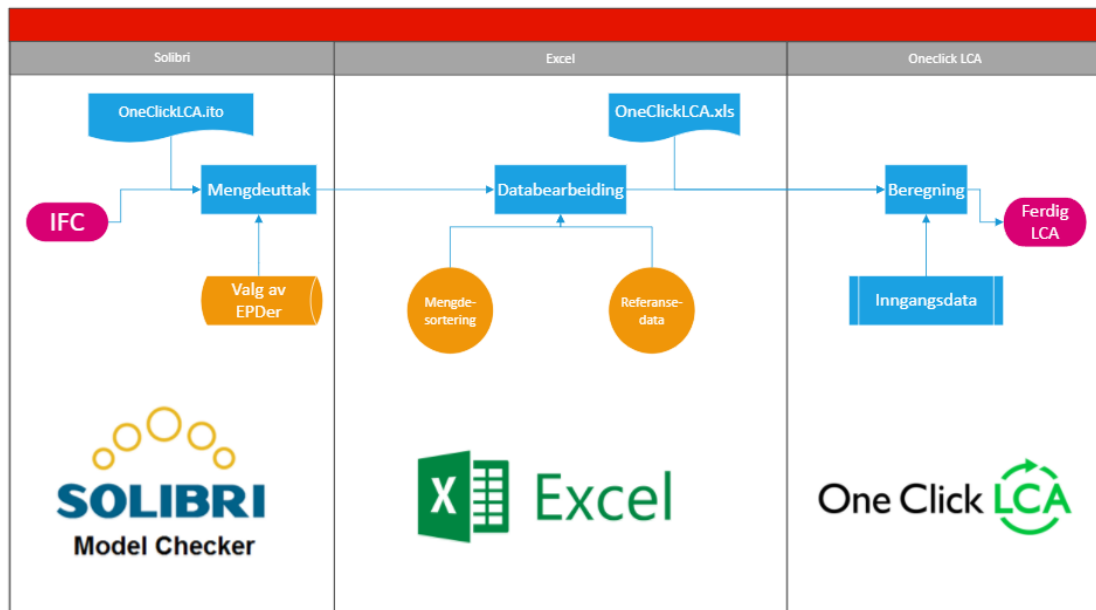 Solibri
Excel
Oneclick LCA
OneClickLCA.ito
OneClickLCA.xls
Mengdeuttak
Databearbeiding
Beregning
IFC
Ferdig
LCA
Valg av
EPDer
Mengde-
sortering
Referanse-
data
Inngangsdata
SOLIBRI
Model Checker
X
Excel
One Click LCA